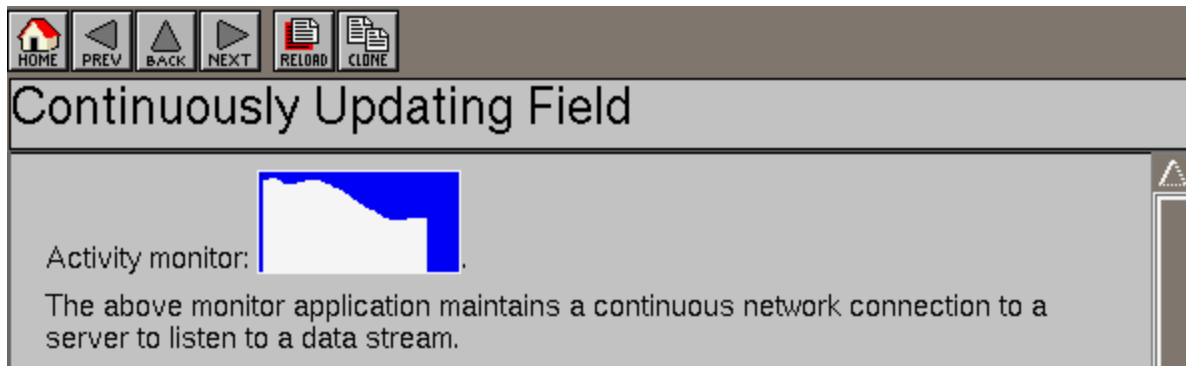 HOME PREV BACK NEXT RELOAD CLONE
Continuously Updating Field
Activity monitor: .
The above monitor application maintains a continuous network connection to a
server to listen to a data stream.